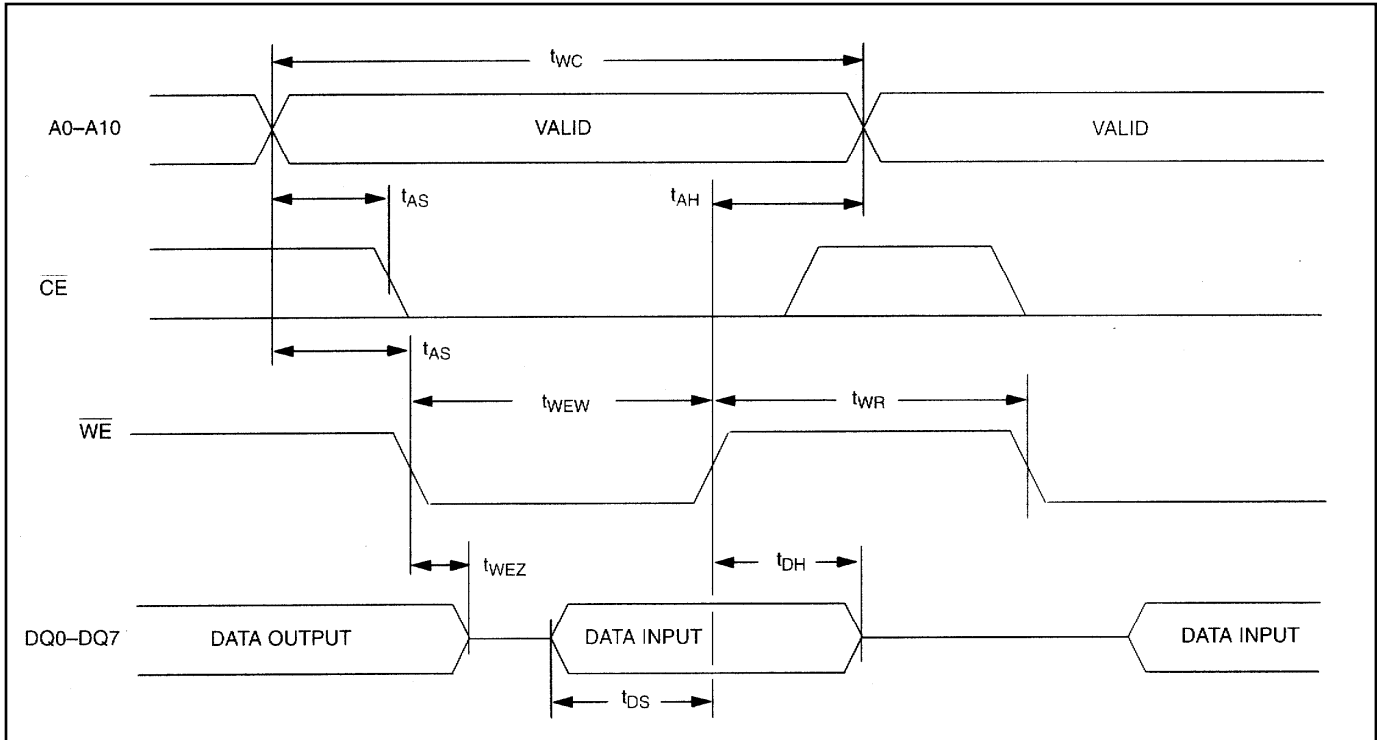 tWC
A0–A10 VALID VALID
tAS tAH
CE
tAS
tWEW tWR
WE
tWEZ tDH
DQ0–DQ7 DATA OUTPUT DATA INPUT DATA INPUT
tDS